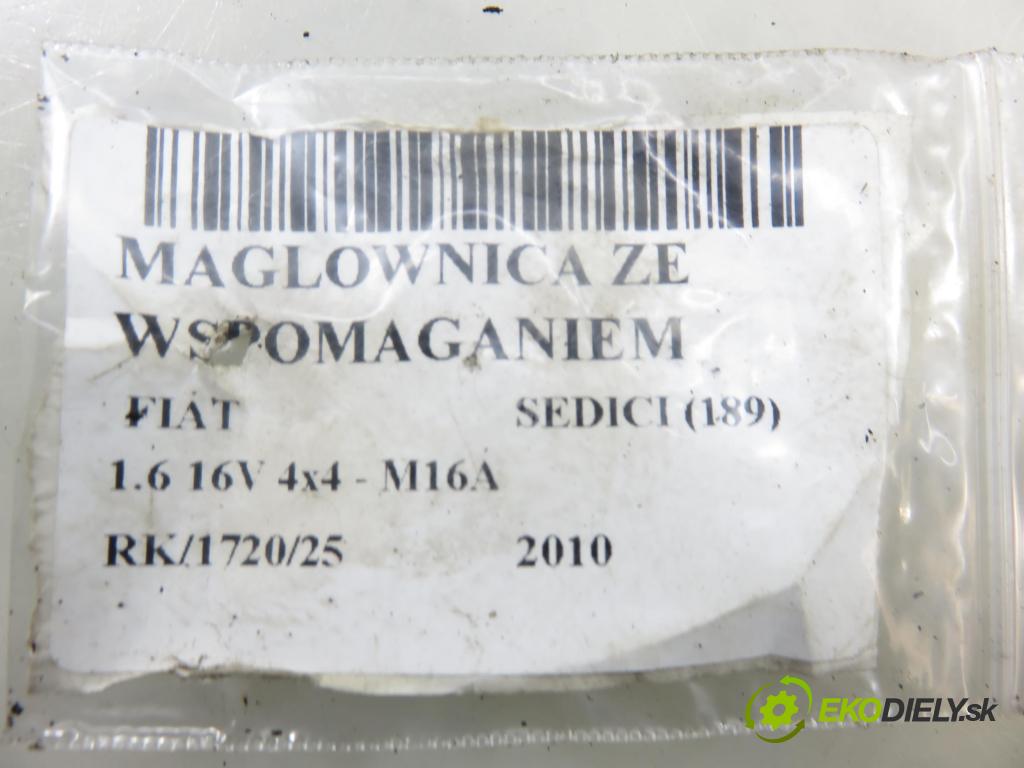 MAGLOWNICA ZE
WSPOMAGANIEM
FIAT SEDICI (189)
1.6 16V 4x4 - M16A
RK/1720/25 2010
EKODIELY.sk